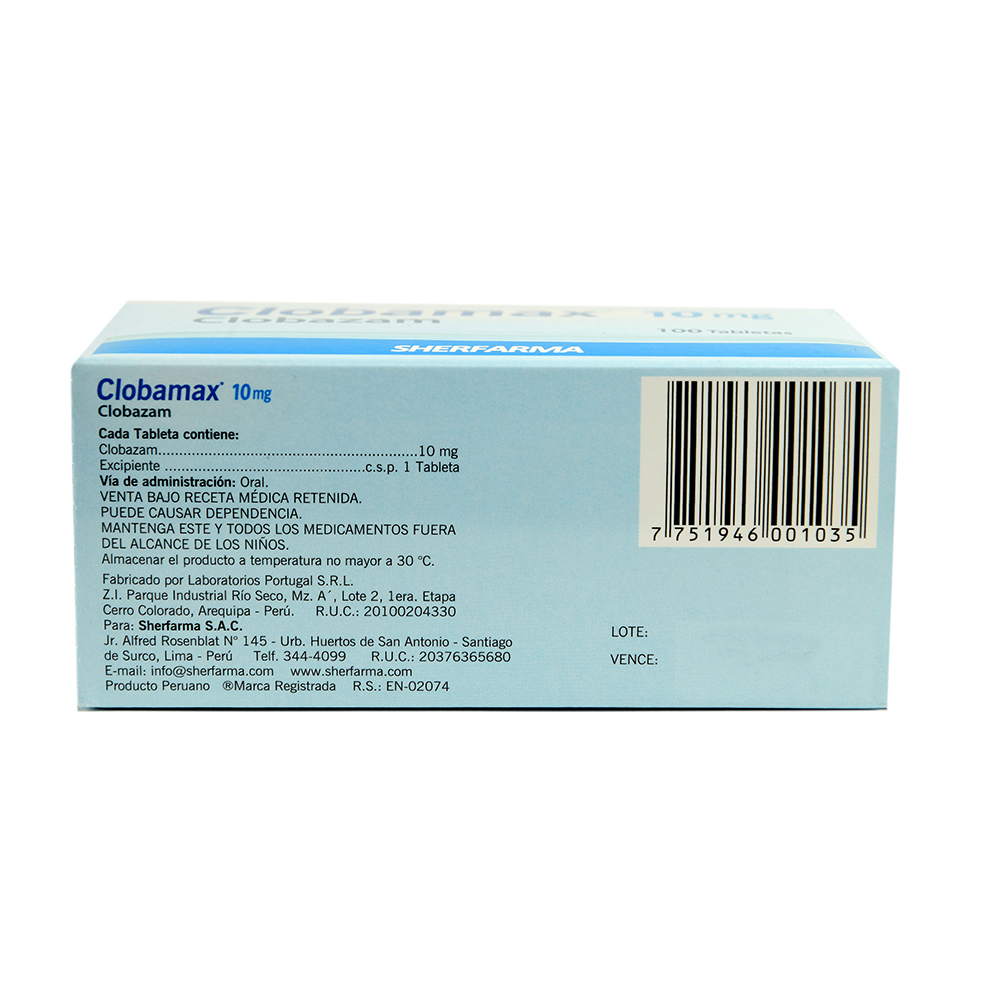 Clobamax 10 mg
Clobazam
100 Tabletas
SHERFARMA
Clobamax® 10 mg
Clobazam
Cada Tableta contiene:
Clobazam..........................................................10 mg
Excipiente .............................................c.s.p. 1 Tableta
Vía de administración: Oral.
VENTA BAJO RECETA MÉDICA RETENIDA.
PUEDE CAUSAR DEPENDENCIA.
MANTENGA ESTE Y TODOS LOS MEDICAMENTOS FUERA
DEL ALCANCE DE LOS NIÑOS.
Almacenar el producto a temperatura no mayor a 30 °C.
Fabricado por Laboratorios Portugal S.R.L.
Z.I. Parque Industrial Río Seco, Mz. A´, Lote 2, 1era. Etapa
Cerro Colorado, Arequipa - Perú. R.U.C.: 20100204330
Para: Sherfarma S.A.C.
Jr. Alfred Rosenblat N° 145 - Urb. Huertos de San Antonio - Santiago
de Surco, Lima - Perú Telf. 344-4099 R.U.C.: 20376365680
E-mail: info@sherfarma.com www.sherfarma.com
Producto Peruano ®Marca Registrada R.S.: EN-02074
7 751946 001035
LOTE:
VENCE: